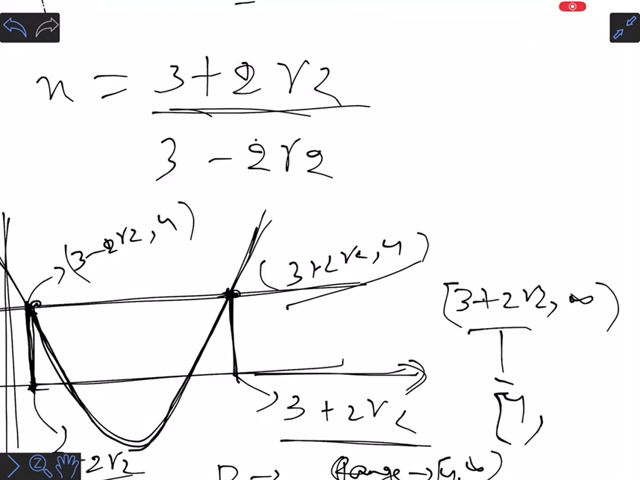 x = 3 + 2√2
3 - 2√2
(3-2√2, 4)
(3+2√2, 4)
[3+2√2, ∞)
3 + 2√2
[4,
-2√2
D →
(Range → [4, ∞)